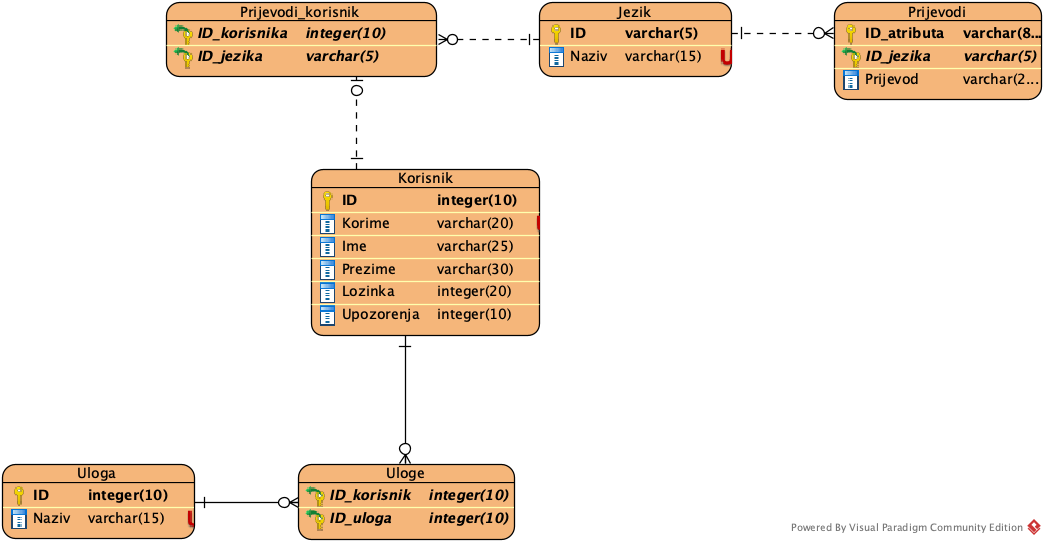 Prijevodi_korisnik
ID_korisnika integer(10)
ID_jezika varchar(5)
Jezik
ID varchar(5)
Naziv varchar(15) U
Prijevodi
ID_atributa varchar(8...
ID_jezika varchar(5)
Prijevod varchar(2...
Korisnik
ID integer(10)
Korime varchar(20)
Ime varchar(25)
Prezime varchar(30)
Lozinka integer(20)
Upozorenja integer(10)
Uloga
ID integer(10)
Naziv varchar(15)
Uloge
ID_korisnik integer(10)
ID_uloga integer(10)
Powered By Visual Paradigm Community Edition